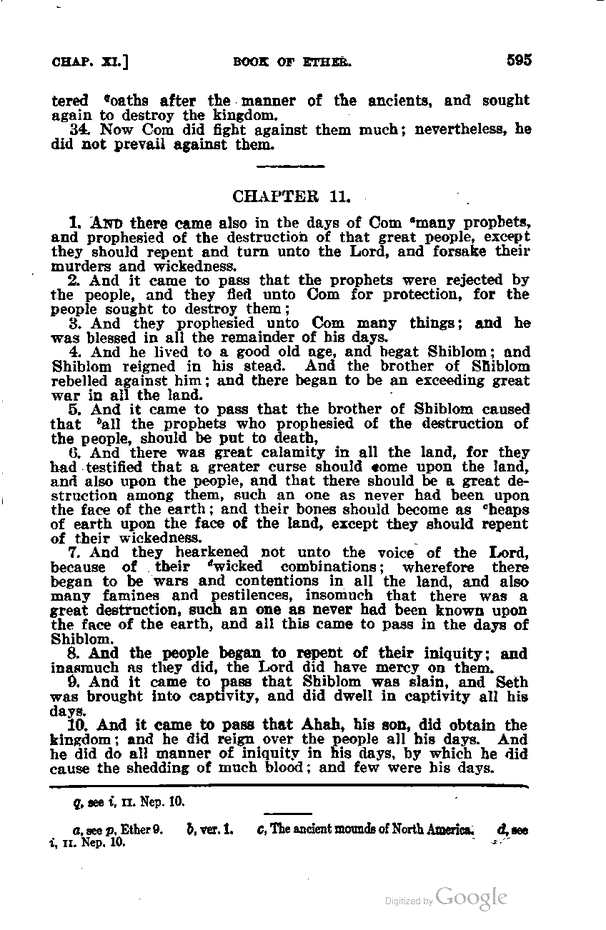 CHAP. XI.] BOOK OF ETHER. 595
tered qoaths after the manner of the ancients, and sought
again to destroy the kingdom.
34. Now Com did fight against them much; nevertheless, he
did not prevail against them.
CHAPTER 11.
1. AND there came also in the days of Com amany prophets,
and prophesied of the destruction of that great people, except
they should repent and turn unto the Lord, and forsake their
murders and wickedness.
2. And it came to pass that the prophets were rejected by
the people, and they fled unto Com for protection, for the
people sought to destroy them;
3. And they prophesied unto Com many things; and he
was blessed in all the remainder of his days.
4. And he lived to a good old age, and begat Shiblom; and
Shiblom reigned in his stead. And the brother of Shiblom
rebelled against him; and there began to be an exceeding great
war in all the land.
5. And it came to pass that the brother of Shiblom caused
that ball the prophets who prophesied of the destruction of
the people, should be put to death,
6. And there was great calamity in all the land, for they
had testified that a greater curse should come upon the land,
and also upon the people, and that there should be a great de-
struction among them, such an one as never had been upon
the face of the earth; and their bones should become as cheaps
of earth upon the face of the land, except they should repent
of their wickedness.
7. And they hearkened not unto the voice of the Lord,
because of their dwicked combinations; wherefore there
began to be wars and contentions in all the land, and also
many famines and pestilences, insomuch that there was a
great destruction, such an one as never had been known upon
the face of the earth, and all this came to pass in the days of
Shiblom.
8. And the people began to repent of their iniquity; and
inasmuch as they did, the Lord did have mercy on them.
9. And it came to pass that Shiblom was slain, and Seth
was brought into captivity, and did dwell in captivity all his
days.
10. And it came to pass that Ahah, his son, did obtain the
kingdom; and he did reign over the people all his days. And
he did do all manner of iniquity in his days, by which he did
cause the shedding of much blood; and few were his days.
q, see i, II. Nep. 10.
a, see p, Ether 9. b, ver. 1. c, The ancient mounds of North America. d, see
i, II. Nep. 10.
Digitized by Google